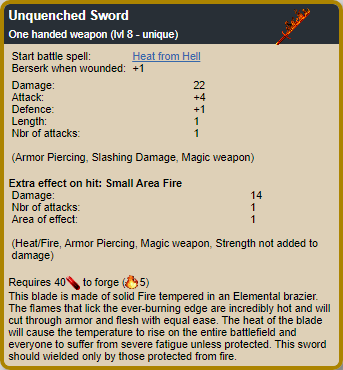 Unquenched Sword
One handed weapon (lvl 8 - unique)
Start battle spell: Heat from Hell
Berserk when wounded: +1
Damage: 22
Attack: +4
Defence: +1
Length: 1
Nbr of attacks: 1
(Armor Piercing, Slashing Damage, Magic weapon)
Extra effect on hit: Small Area Fire
Damage: 14
Nbr of attacks: 1
Area of effect: 1
(Heat/Fire, Armor Piercing, Magic weapon, Strength not added to
damage)
Requires 40 to forge (5)
This blade is made of solid Fire tempered in an Elemental brazier.
The flames that lick the ever-burning edge are incredibly hot and will
cut through armor and flesh with equal ease. The heat of the blade
will cause the temperature to rise on the entire battlefield and
everyone to suffer from severe fatigue unless protected. This sword
should wielded only by those protected from fire.